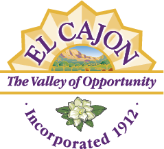 EL CAJON
The Valley of Opportunity
• Incorporated 1912 •